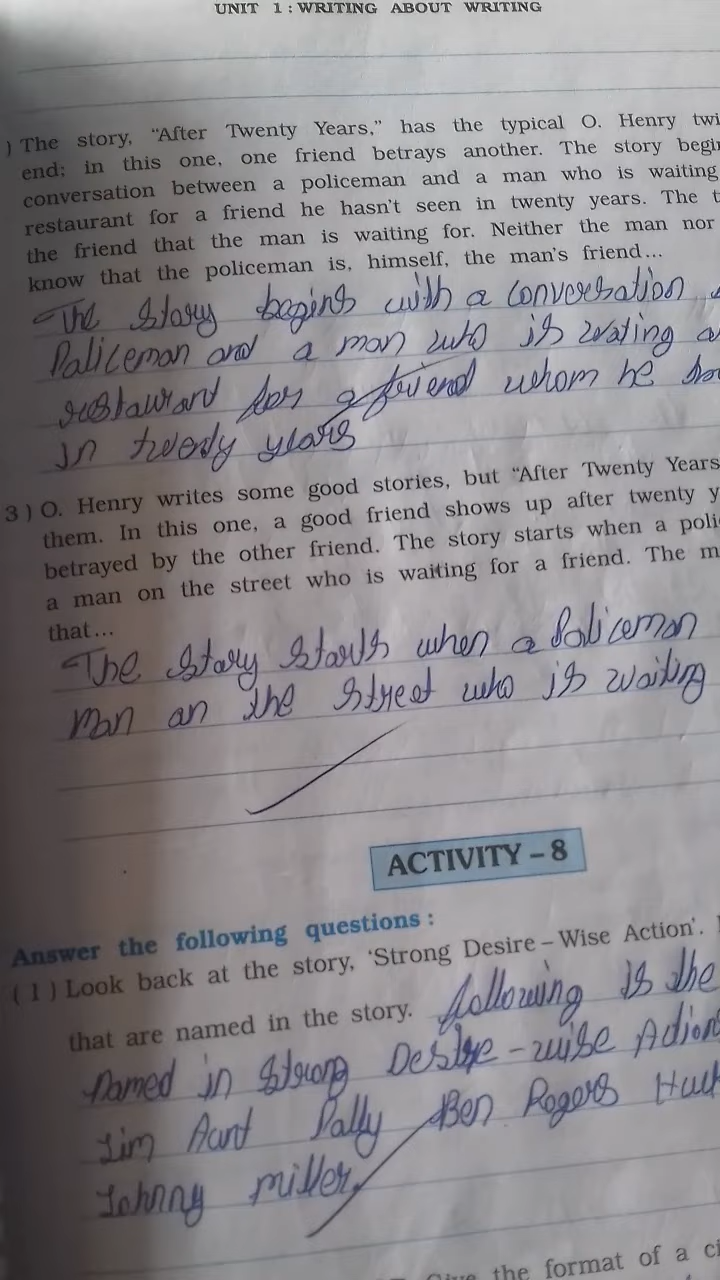 UNIT 1 : WRITING ABOUT WRITING
) The story, “After Twenty Years,” has the typical O. Henry twi
end; in this one, one friend betrays another. The story begin
conversation between a policeman and a man who is waiting
restaurant for a friend he hasn't seen in twenty years. The t
the friend that the man is waiting for. Neither the man nor
know that the policeman is, himself, the man's friend...
The story begins with a conversation
Policeman and a man who is wating a
restaurant for a friend whom he ha
In twenty years
3 ) O. Henry writes some good stories, but “After Twenty Years
them. In this one, a good friend shows up after twenty y
betrayed by the other friend. The story starts when a poli
a man on the street who is waiting for a friend. The m
that...
The story starts when a Policeman
man an the street who is waiting
ACTIVITY – 8
Answer the following questions :
( 1 ) Look back at the story, ‘Strong Desire – Wise Action’.
that are named in the story. following is the
named in strong Desire - wise Action
Jim Aunt Pally Ben Rogers Huck
Johnny miller.
Give the format of a ci